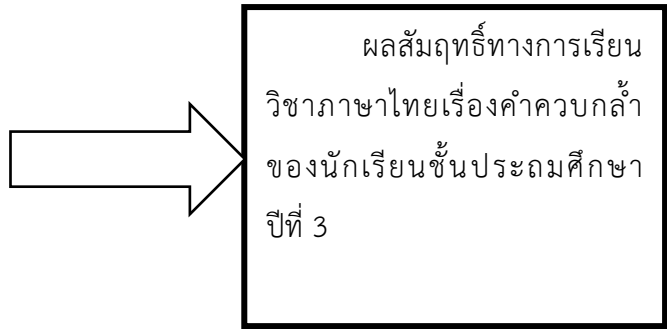 ผลสัมฤทธิ์ทางการเรียน
วิชาภาษาไทยเรื่องคำควบกล้ำ
ของนักเรียนชั้นประถมศึกษา
ปีที่ 3